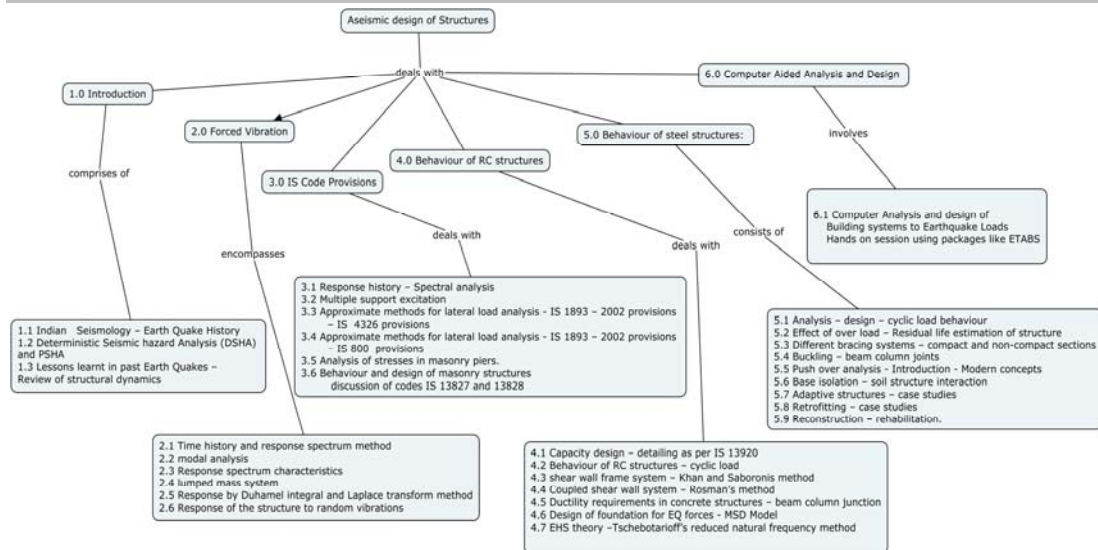 Aseismic design of Structures
deals with
1.0 Introduction
6.0 Computer Aided Analysis and Design
2.0 Forced Vibration
5.0 Behaviour of steel structures:
involves
4.0 Behaviour of RC structures
comprises of
3.0 IS Code Provisions
6.1 Computer Analysis and design of
Building systems to Earthquake Loads
Hands on session using packages like ETABS
deals with
consists of
deals with
encompasses
3.1 Response history – Spectral analysis
3.2 Multiple support excitation
3.3 Approximate methods for lateral load analysis - IS 1893 – 2002 provisions
– IS 4326 provisions
3.4 Approximate methods for lateral load analysis - IS 1893 – 2002 provisions
- IS 800 provisions
3.5 Analysis of stresses in masonry piers.
3.6 Behaviour and design of masonry structures
discussion of codes IS 13827 and 13828
1.1 Indian Seismology – Earth Quake History
1.2 Deterministic Seismic hazard Analysis (DSHA)
and PSHA
1.3 Lessons learnt in past Earth Quakes –
Review of structural dynamics
5.1 Analysis – design – cyclic load behaviour
5.2 Effect of over load – Residual life estimation of structure
5.3 Different bracing systems – compact and non-compact sections
5.4 Buckling – beam column joints
5.5 Push over analysis - Introduction - Modern concepts
5.6 Base isolation – soil structure interaction
5.7 Adaptive structures – case studies
5.8 Retrofitting – case studies
5.9 Reconstruction – rehabilitation.
2.1 Time history and response spectrum method
2.2 modal analysis
2.3 Response spectrum characteristics
2.4 lumped mass system
2.5 Response by Duhamel integral and Laplace transform method
2.6 Response of the structure to random vibrations
4.1 Capacity design – detailing as per IS 13920
4.2 Behaviour of RC structures – cyclic load
4.3 shear wall frame system – Khan and Saboronis method
4.4 Coupled shear wall system – Rosman's method
4.5 Ductility requirements in concrete structures – beam column junction
4.6 Design of foundation for EQ forces - MSD Model
4.7 EHS theory –Tschebotarioff's reduced natural frequency method